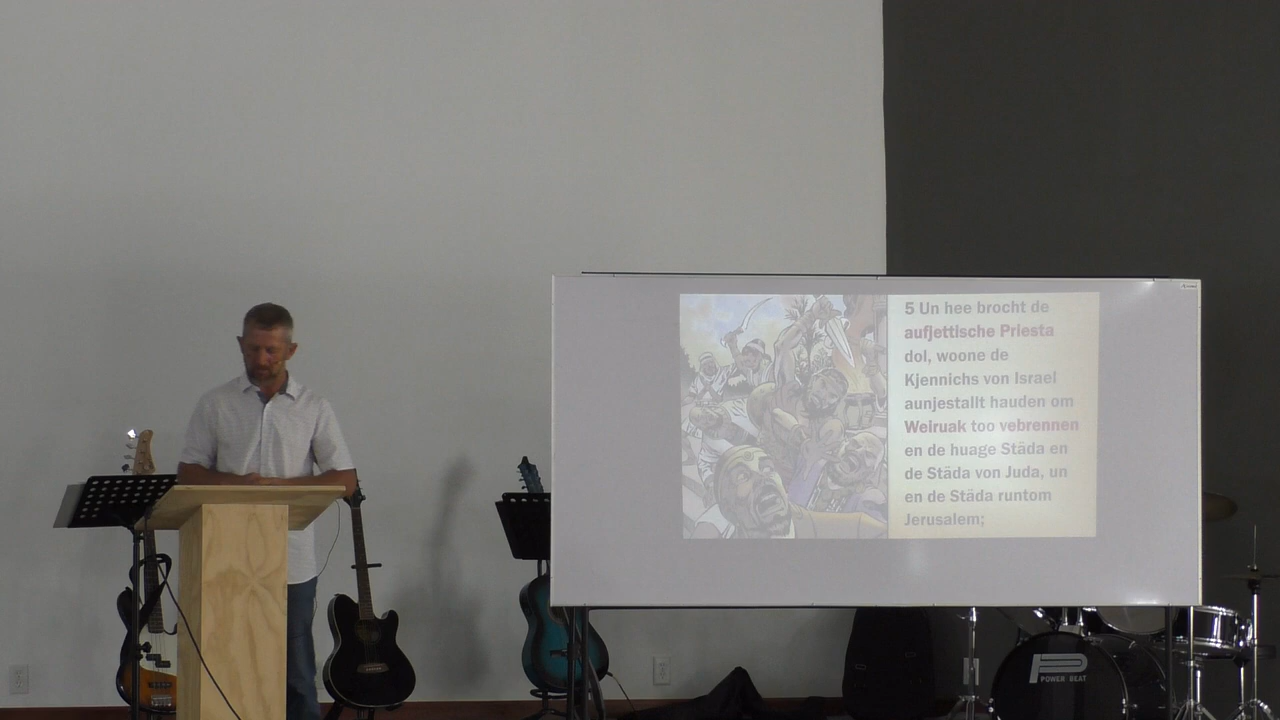 5 Un hee brocht de
aufjettische Priesta
dol, woone de
Kjennichs von Israel
aunjestallt hauden om
Weiruak too vebrennen
en de huage Städa en
de Städa von Juda, un
en de Städa runtom
Jerusalem;
POWER BEAT